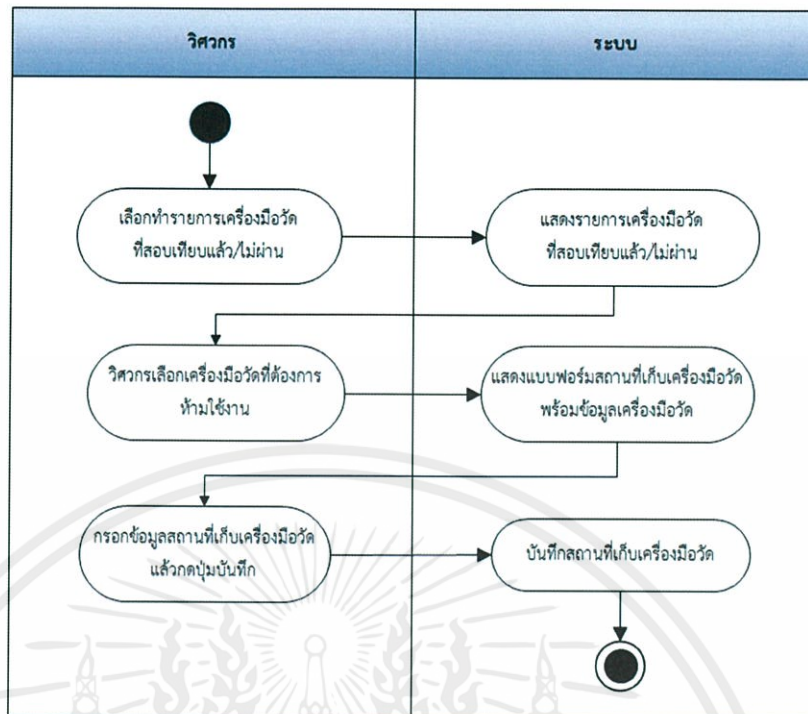 วิศวกร
ระบบ
เลือกทำรายการเครื่องมือวัด
ที่สอบเทียบแล้ว/ไม่ผ่าน
แสดงรายการเครื่องมือวัด
ที่สอบเทียบแล้ว/ไม่ผ่าน
วิศวกรเลือกเครื่องมือวัดที่ต้องการ
ห้ามใช้งาน
แสดงแบบฟอร์มสถานที่เก็บเครื่องมือวัด
พร้อมข้อมูลเครื่องมือวัด
กรอกข้อมูลสถานที่เก็บเครื่องมือวัด
แล้วกดปุ่มบันทึก
บันทึกสถานที่เก็บเครื่องมือวัด